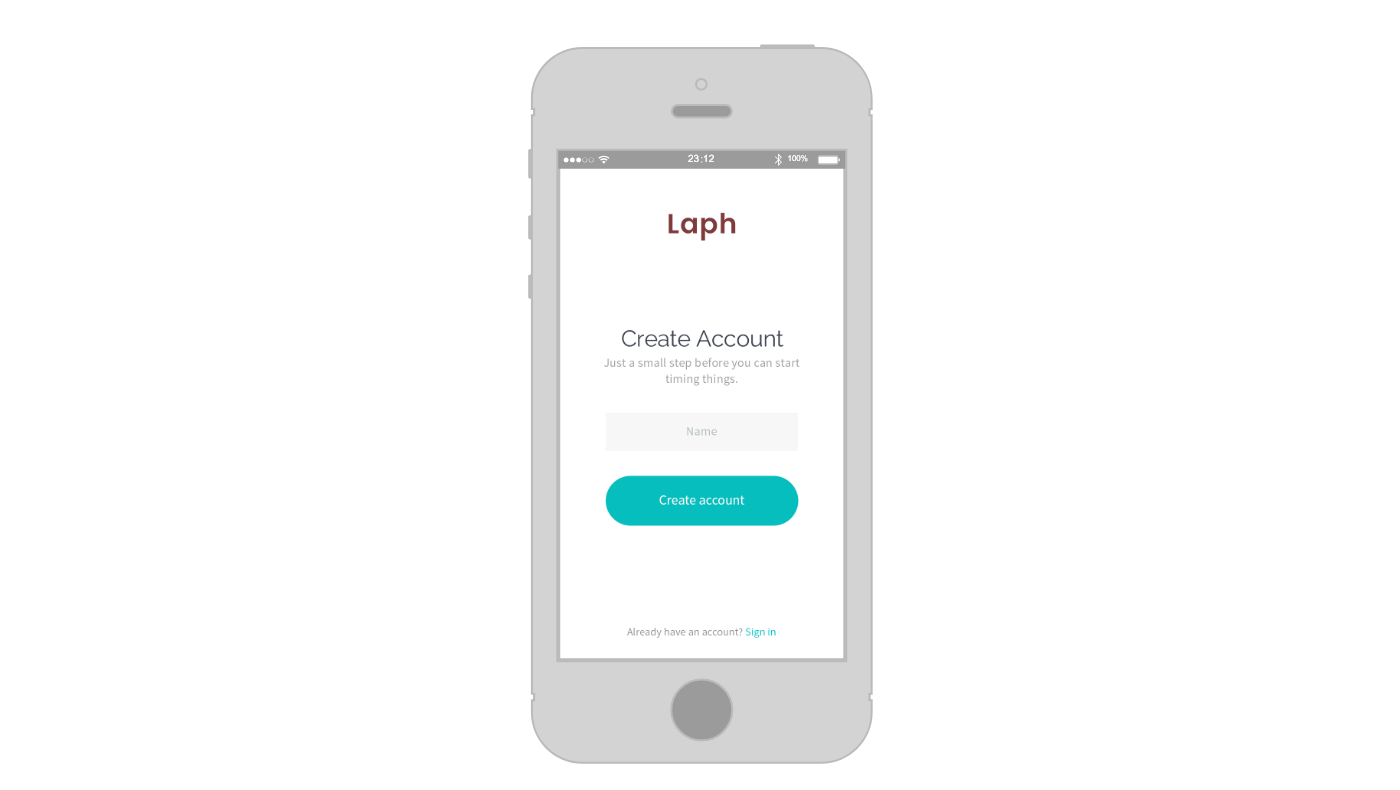 23:12
100%
Laph
Create Account
Just a small step before you can start
timing things.
Name
Create account
Already have an account? Sign in